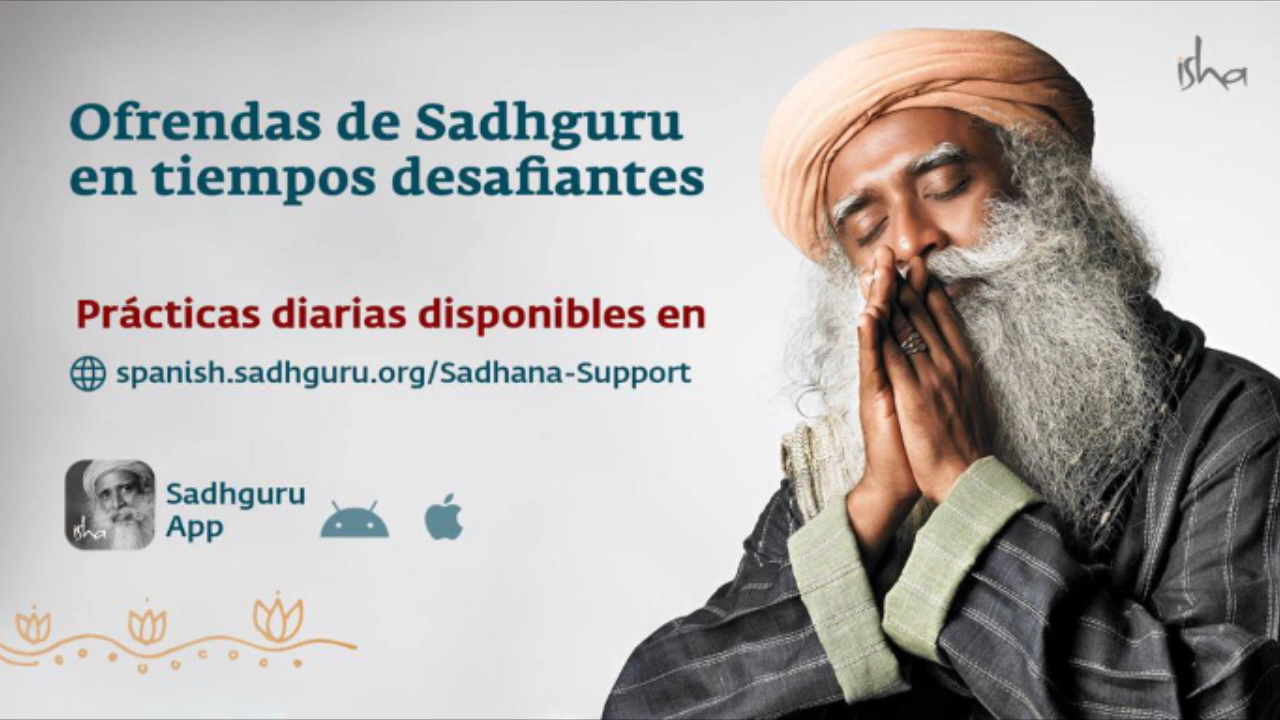 isha
Ofrendas de Sadhguru
en tiempos desafiantes
Prácticas diarias disponibles en
spanish.sadhguru.org/Sadhana-Support
isha
Sadhguru
App